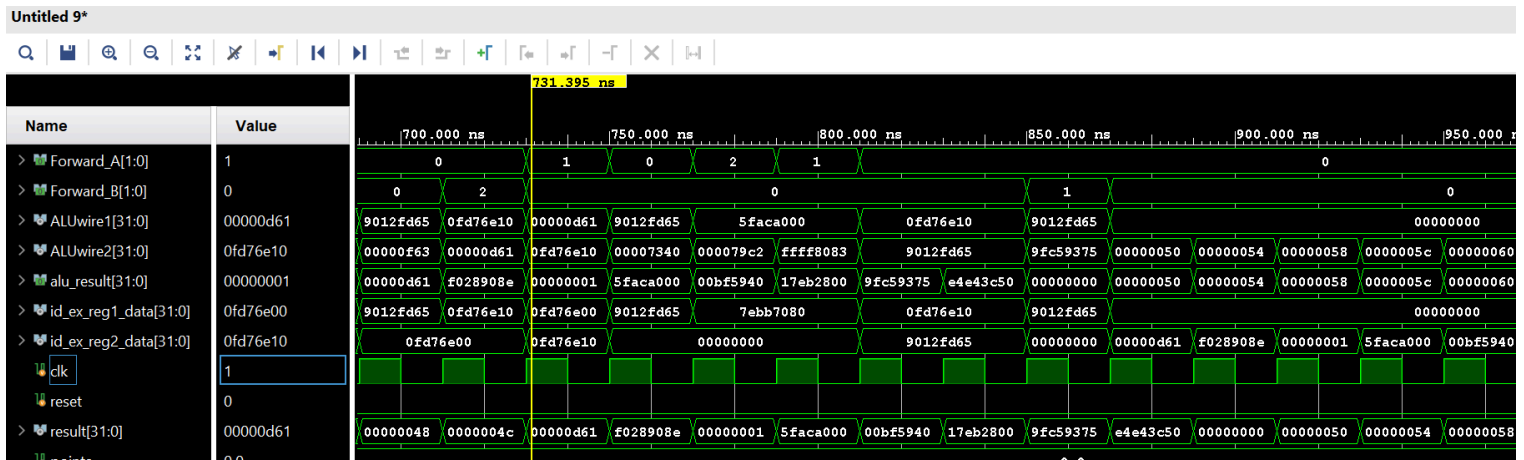 Untitled 9*
731.395 ns
Name Value
700.000 ns 750.000 ns 800.000 ns 850.000 ns 900.000 ns 950.000
Forward_A[1:0] 1 0 1 0 2 1 0
Forward_B[1:0] 0 0 2 0 1 0
ALUwire1[31:0] 00000d61 9012fd65 0fd76e10 00000d61 9012fd65 5faca000 0fd76e10 9012fd65 00000000
ALUwire2[31:0] 0fd76e10 00000f63 00000d61 0fd76e10 00007340 000079c2 ffff8083 9012fd65 9fc59375 00000050 00000054 00000058 0000005c 00000060
alu_result[31:0] 00000001 00000d61 f028908e 00000001 5faca000 00bf5940 17eb2800 9fc59375 e4e43c50 00000000 00000050 00000054 00000058 0000005c 00000060
id_ex_reg1_data[31:0] 0fd76e00 9012fd65 0fd76e10 0fd76e00 9012fd65 7ebb7080 0fd76e10 9012fd65 00000000
id_ex_reg2_data[31:0] 0fd76e10 0fd76e00 0fd76e10 00000000 9012fd65 00000000 00000d61 f028908e 00000001 5faca000 00bf5940
clk 1
reset 0
result[31:0] 00000d61 00000048 0000004c 00000d61 f028908e 00000001 5faca000 00bf5940 17eb2800 9fc59375 e4e43c50 00000000 00000050 00000054 00000058